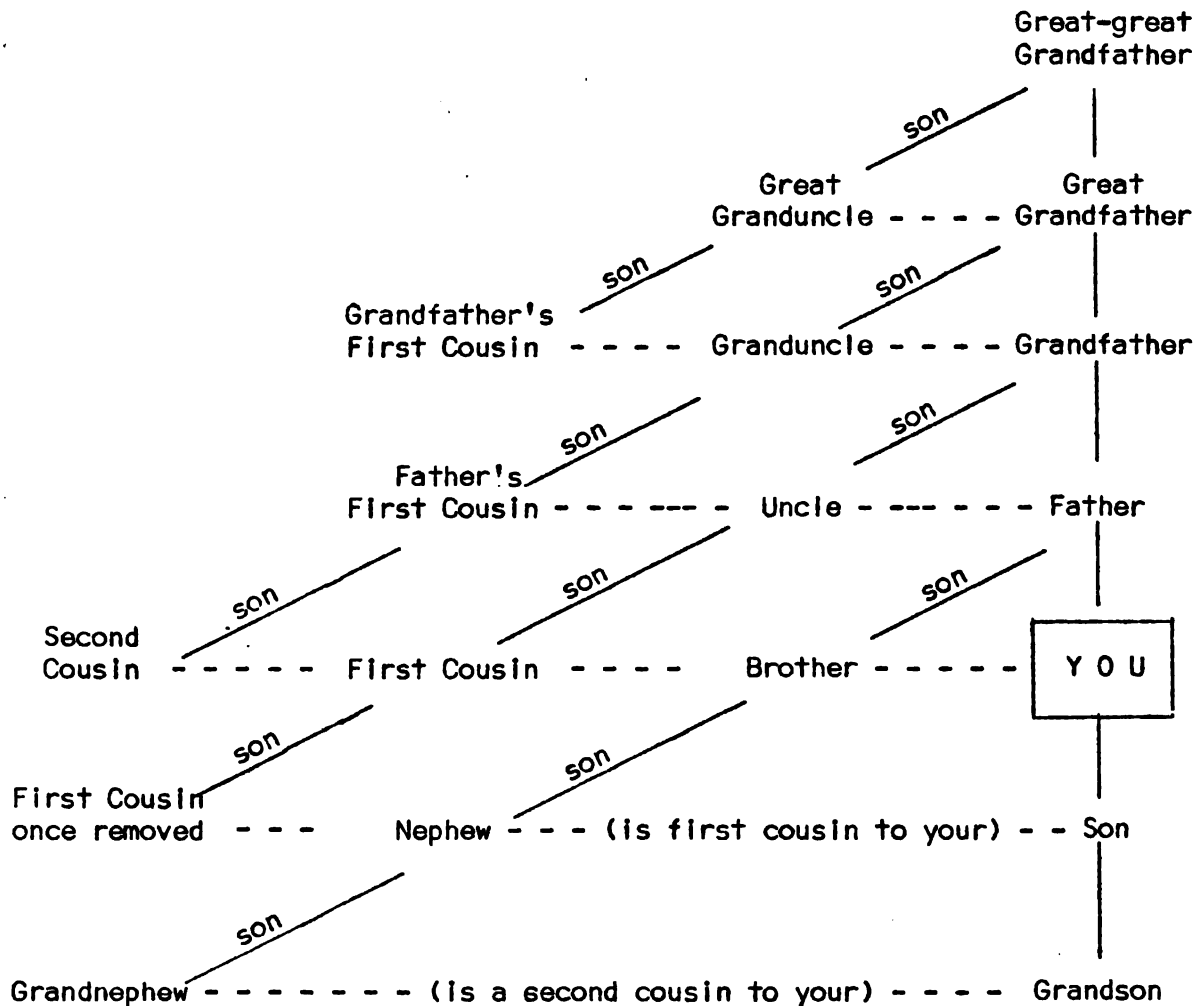 Great-great
Grandfather
son
Great
Granduncle - - - - Great
Grandfather
son
son
Grandfather's
First Cousin - - - - Granduncle - - - - Grandfather
son
son
Father's
First Cousin - - - - --- - - Uncle - --- - - - Father
son
son
son
Second
Cousin - - - - - First Cousin - - - - Brother - - - - - YOU
son
son
First Cousin
once removed - - - Nephew - - - (is first cousin to your) - - Son
son
Grandnephew - - - - - - - (is a second cousin to your) - - - - Grandson